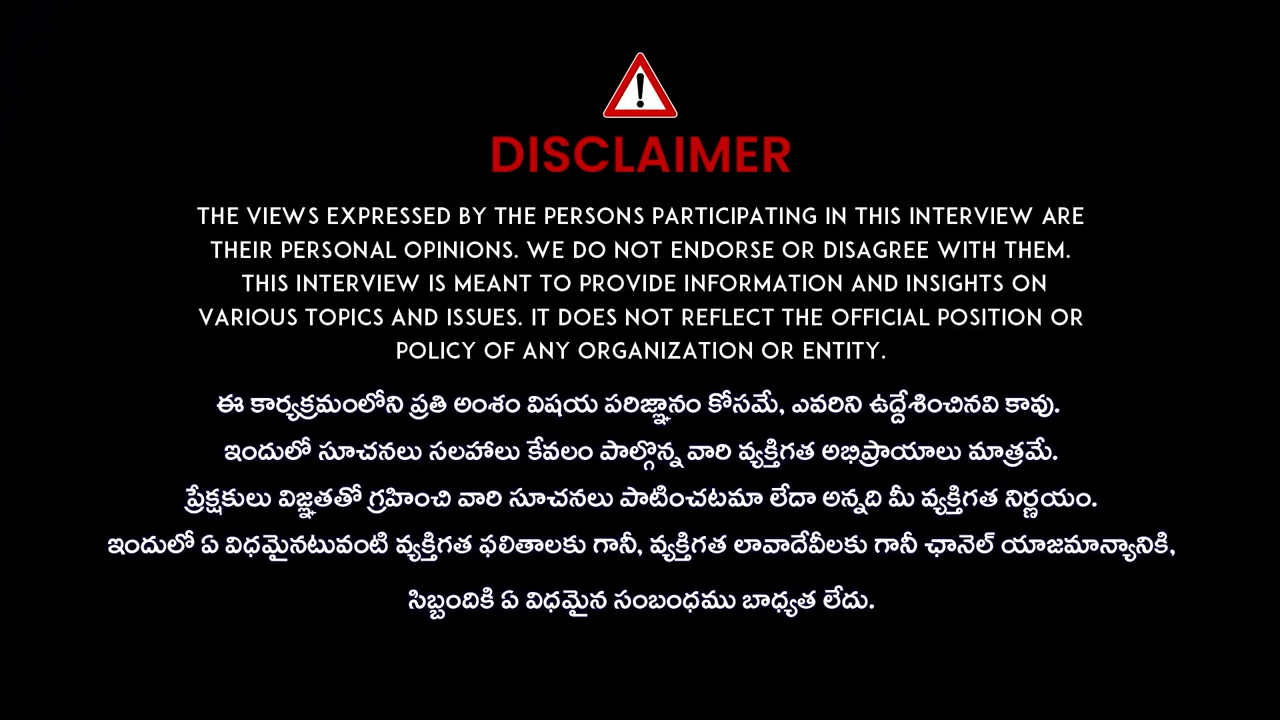 DISCLAIMER
THE VIEWS EXPRESSED BY THE PERSONS PARTICIPATING IN THIS INTERVIEW ARE
THEIR PERSONAL OPINIONS. WE DO NOT ENDORSE OR DISAGREE WITH THEM.
THIS INTERVIEW IS MEANT TO PROVIDE INFORMATION AND INSIGHTS ON
VARIOUS TOPICS AND ISSUES. IT DOES NOT REFLECT THE OFFICIAL POSITION OR
POLICY OF ANY ORGANIZATION OR ENTITY.
ఈ కార్యక్రమంలోని ప్రతి అంశం విషయ పరిజ్ఞానం కోసమే, ఎవరిని ఉద్దేశించినవి కావు.
ఇందులో సూచనలు సలహాలు కేవలం పాల్గొన్న వారి వ్యక్తిగత అభిప్రాయాలు మాత్రమే.
ప్రేక్షకులు విజ్ఞతతో గ్రహించి వారి సూచనలు పాటించటమా లేదా అన్నది మీ వ్యక్తిగత నిర్ణయం.
ఇందులో ఏ విధమైనటువంటి వ్యక్తిగత ఫలితాలకు గానీ, వ్యక్తిగత లావాదేవీలకు గానీ ఛానెల్ యాజమాన్యానికి,
సిబ్బందికి ఏ విధమైన సంబంధము బాధ్యత లేదు.